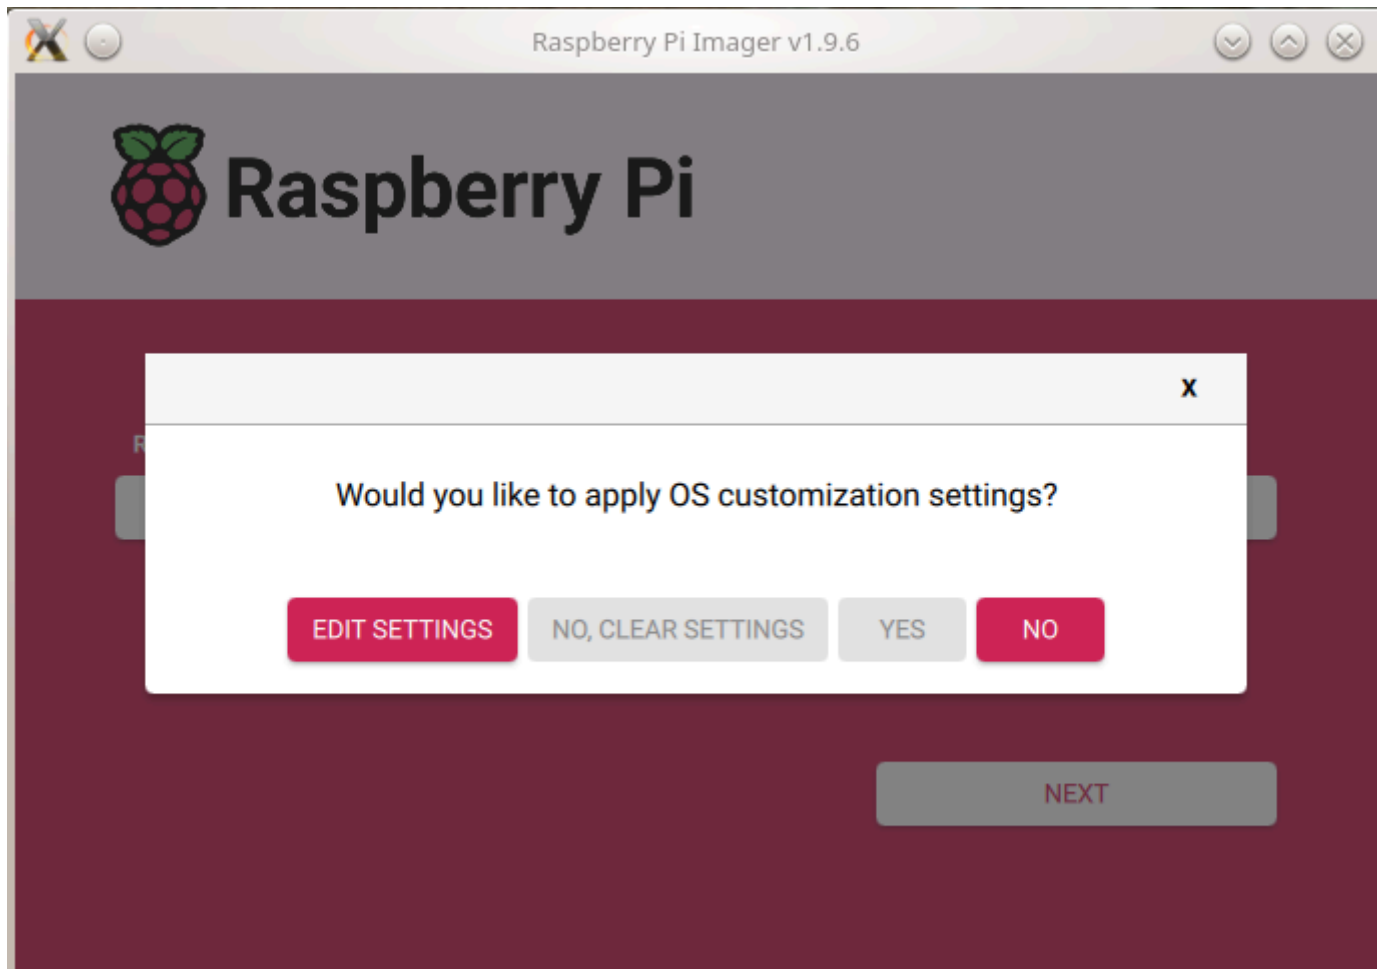 Raspberry Pi Imager v1.9.6
Raspberry Pi
X
Would you like to apply OS customization settings?
EDIT SETTINGS NO, CLEAR SETTINGS YES NO
NEXT